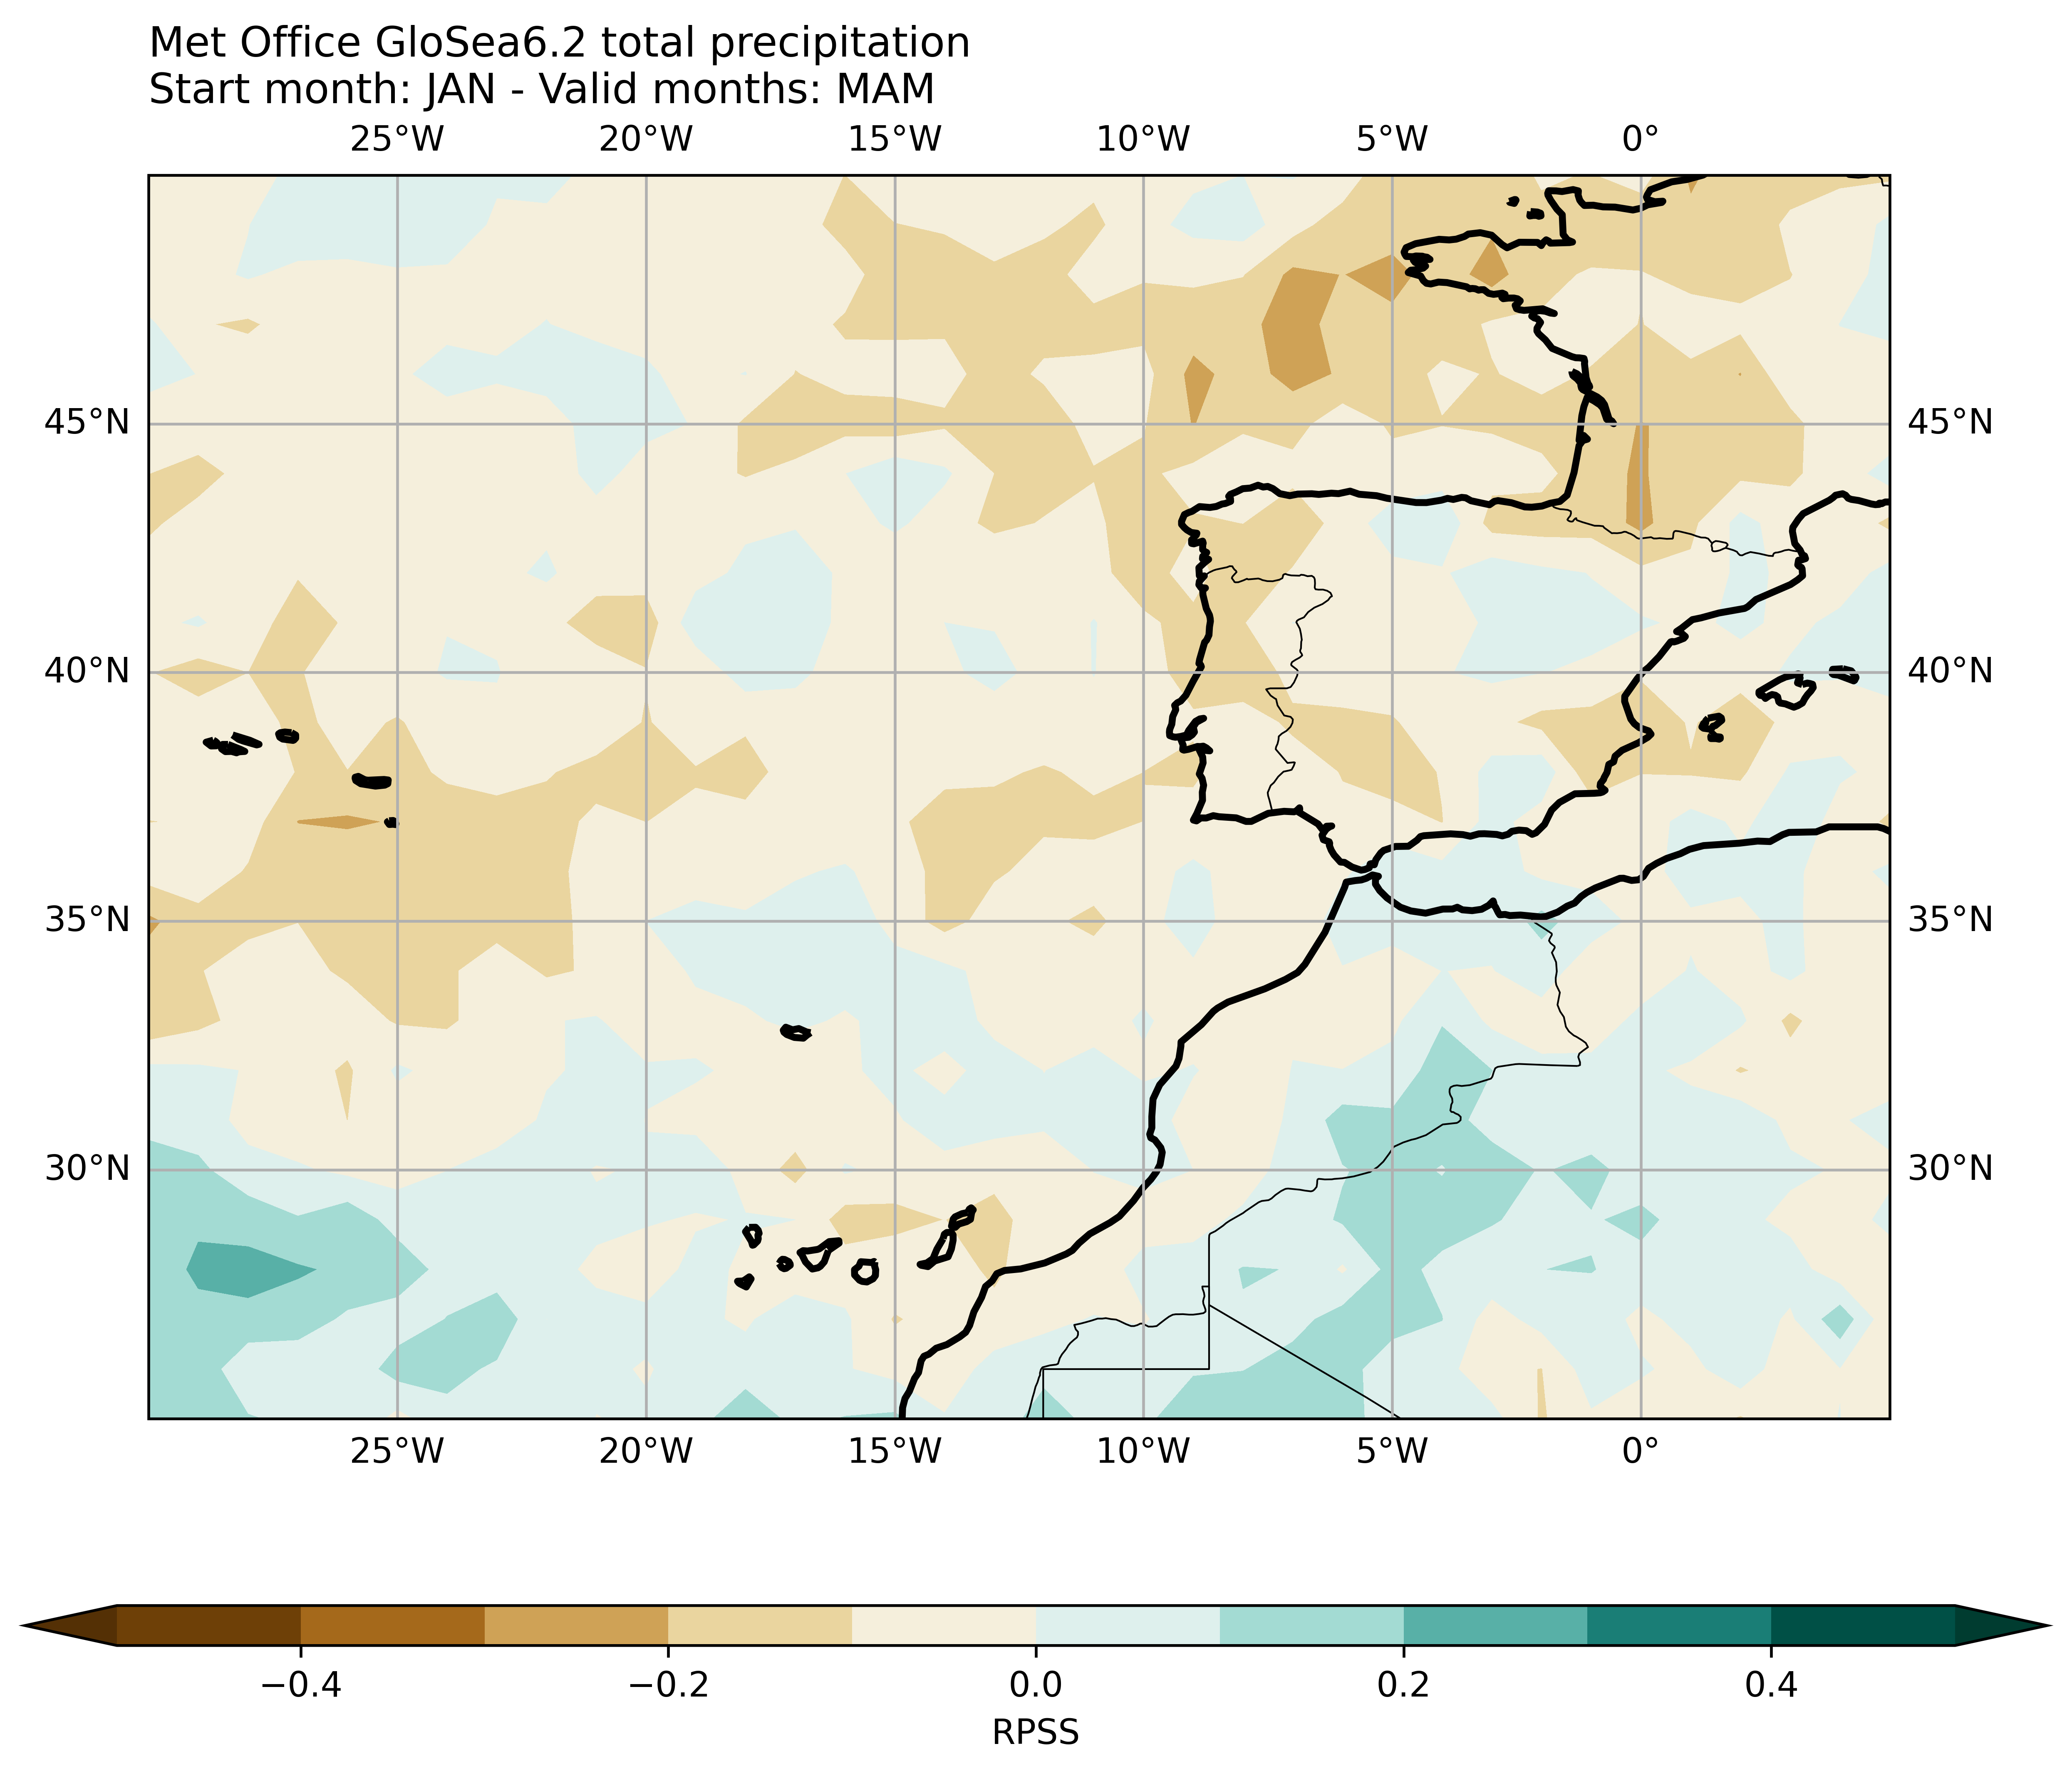 Met Office GloSea6.2 total precipitation
Start month: JAN - Valid months: MAM
25°W 20°W 15°W 10°W 5°W 0°
45°N 45°N
40°N 40°N
35°N 35°N
30°N 30°N
25°W 20°W 15°W 10°W 5°W 0°
−0.4 −0.2 0.0 0.2 0.4
RPSS